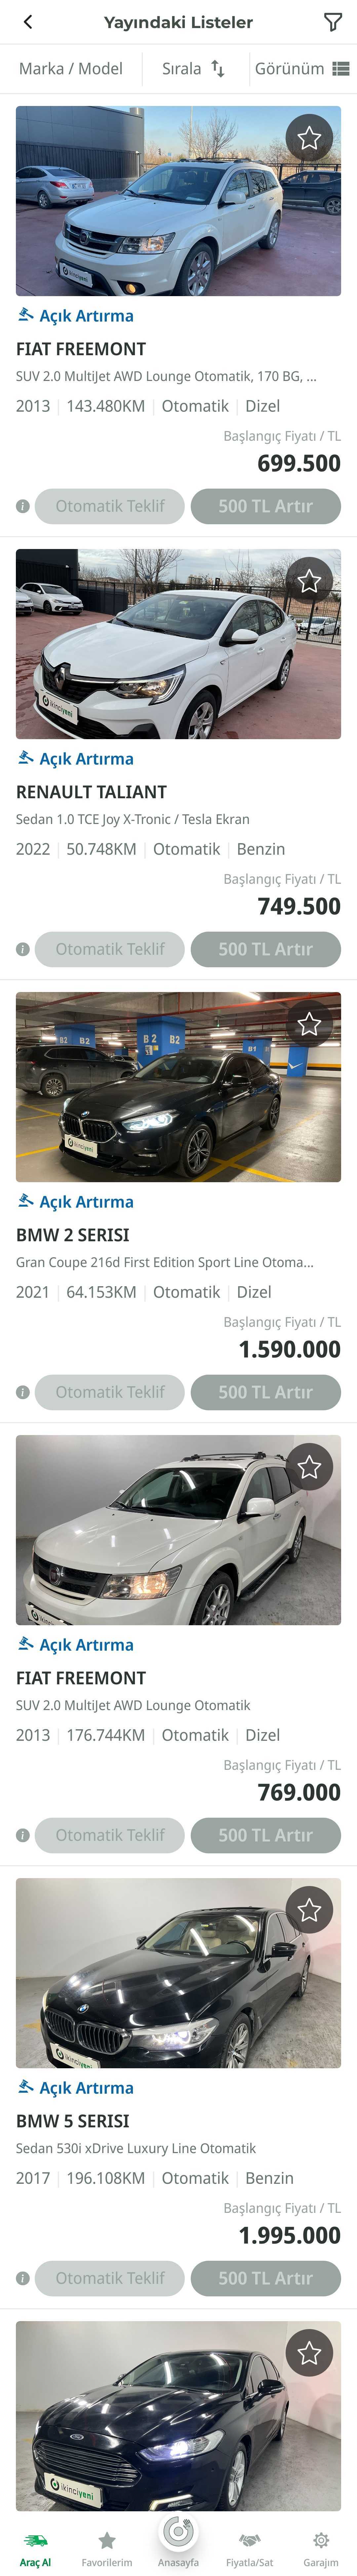 Yayındaki Listeler
Marka / Model
Sırala
Görünüm
ikinciyeni
Açık Artırma
FIAT FREEMONT
SUV 2.0 MultiJet AWD Lounge Otomatik, 170 BG, ...
2013 | 143.480KM | Otomatik | Dizel
Başlangıç Fiyatı / TL
699.500
Otomatik Teklif
500 TL Artır
ikinciyeni
Açık Artırma
RENAULT TALIANT
Sedan 1.0 TCE Joy X-Tronic / Tesla Ekran
2022 | 50.748KM | Otomatik | Benzin
Başlangıç Fiyatı / TL
749.500
Otomatik Teklif
500 TL Artır
B2
B2
B2
B1
ikinciyeni
Açık Artırma
BMW 2 SERISI
Gran Coupe 216d First Edition Sport Line Otoma...
2021 | 64.153KM | Otomatik | Dizel
Başlangıç Fiyatı / TL
1.590.000
Otomatik Teklif
500 TL Artır
ikinciyeni
Açık Artırma
FIAT FREEMONT
SUV 2.0 MultiJet AWD Lounge Otomatik
2013 | 176.744KM | Otomatik | Dizel
Başlangıç Fiyatı / TL
769.000
Otomatik Teklif
500 TL Artır
ikinciyeni
Açık Artırma
BMW 5 SERISI
Sedan 530i xDrive Luxury Line Otomatik
2017 | 196.108KM | Otomatik | Benzin
Başlangıç Fiyatı / TL
1.995.000
Otomatik Teklif
500 TL Artır
ikinciyeni
Araç Al
Favorilerim
Anasayfa
Fiyatla/Sat
Garajım